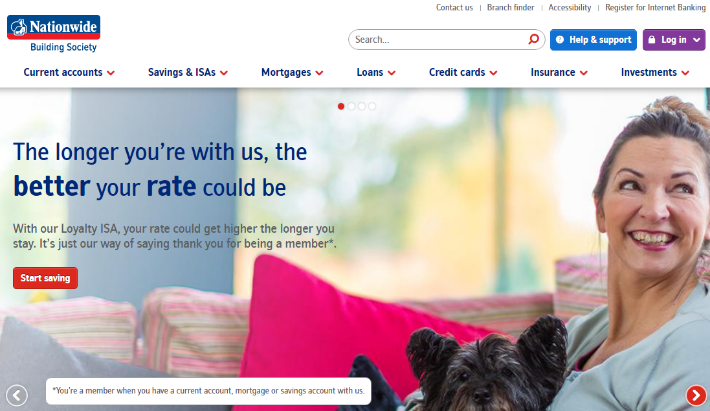 Contact us | Branch finder | Accessibility | Register for Internet Banking
Nationwide
Building Society
Search...
Help & support
Log in
Current accounts
Savings & ISAs
Mortgages
Loans
Credit cards
Insurance
Investments
The longer you're with us, the
better your rate could be
With our Loyalty ISA, your rate could get higher the longer you
stay. It's just our way of saying thank you for being a member*.
Start saving
*You're a member when you have a current account, mortgage or savings account with us.